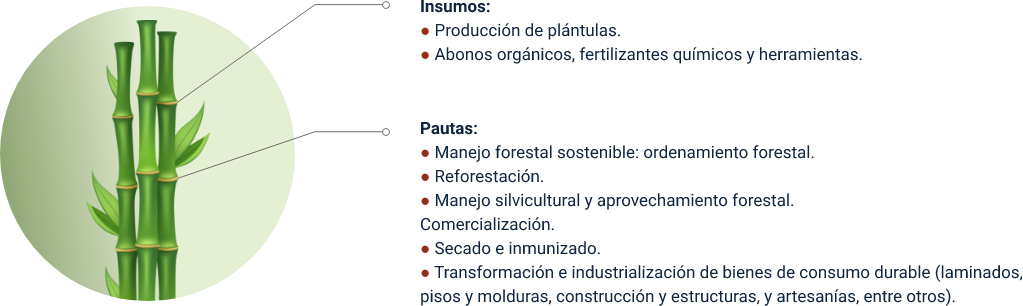 Insumos:
● Producción de plántulas.
● Abonos orgánicos, fertilizantes químicos y herramientas.
Pautas:
● Manejo forestal sostenible: ordenamiento forestal.
● Reforestación.
● Manejo silvicultural y aprovechamiento forestal.
Comercialización.
● Secado e inmunizado.
● Transformación e industrialización de bienes de consumo durable (laminados,
pisos y molduras, construcción y estructuras, y artesanías, entre otros).